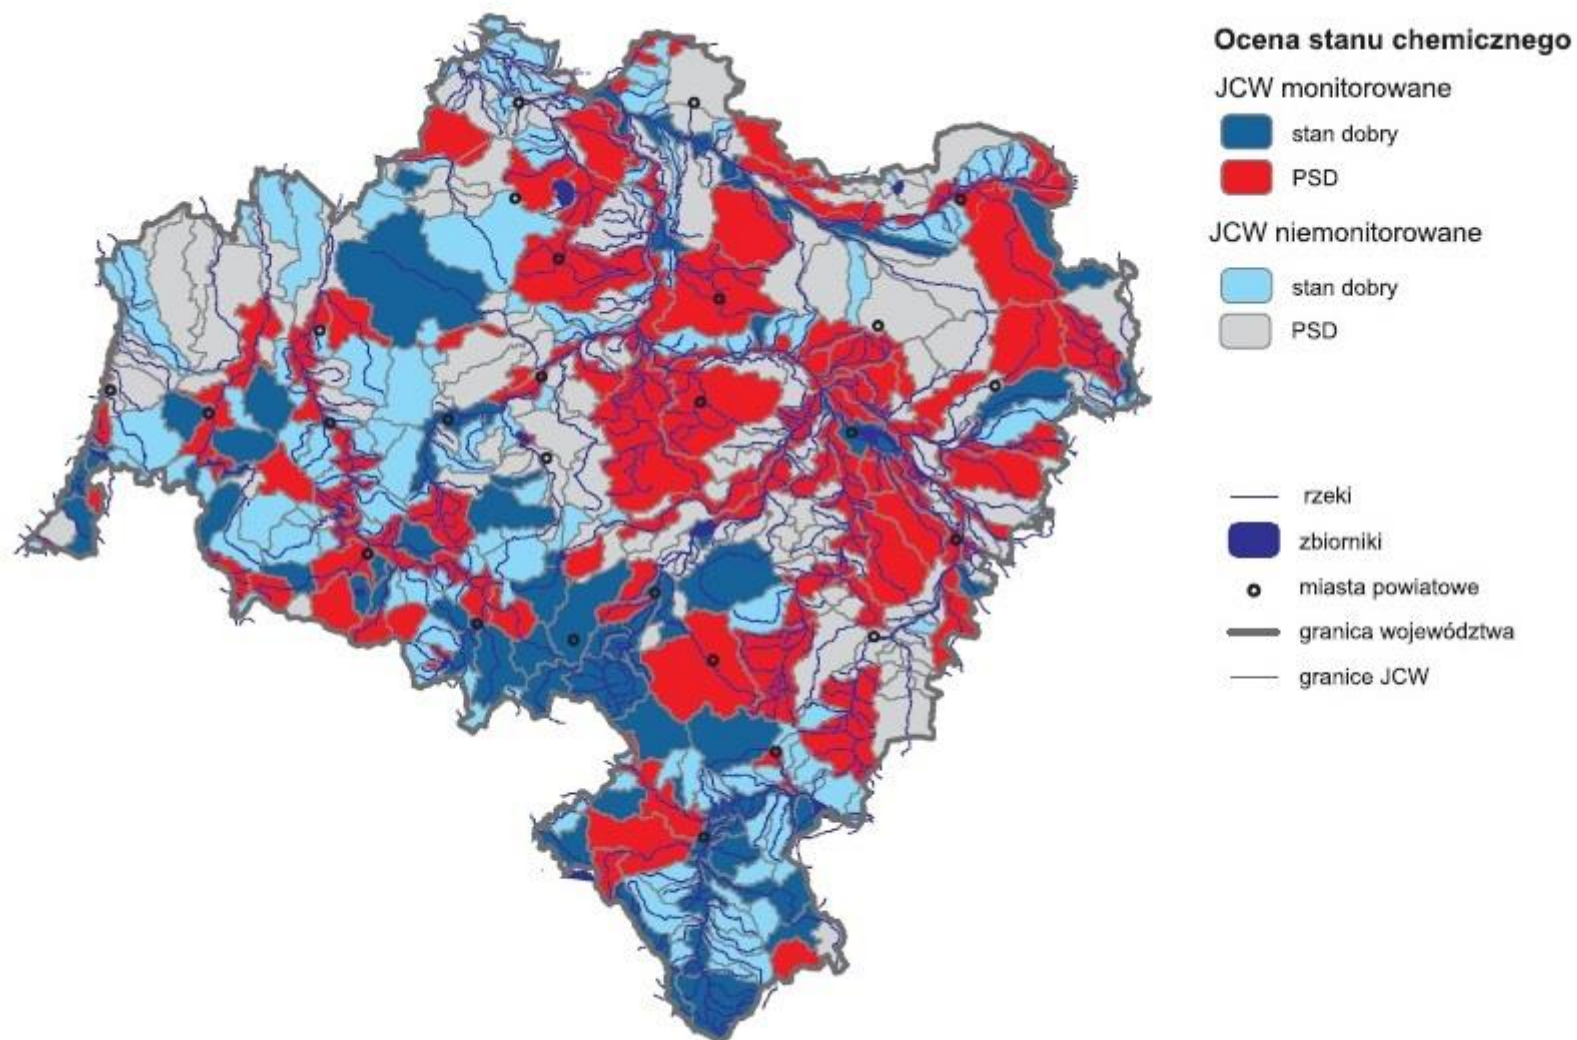 Ocena stanu chemicznego
JCW monitorowane
stan dobry
PSD
JCW niemonitorowane
stan dobry
PSD
rzeki
zbiorniki
miasta powiatowe
granica województwa
granice JCW